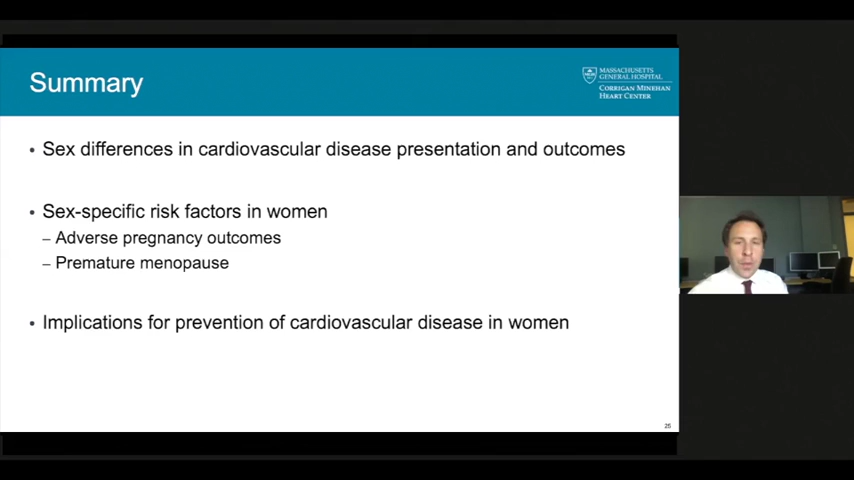 Summary
MASSACHUSETTS
GENERAL HOSPITAL
CORRIGAN MINEHAN
HEART CENTER
• Sex differences in cardiovascular disease presentation and outcomes
• Sex-specific risk factors in women
– Adverse pregnancy outcomes
– Premature menopause
• Implications for prevention of cardiovascular disease in women
25